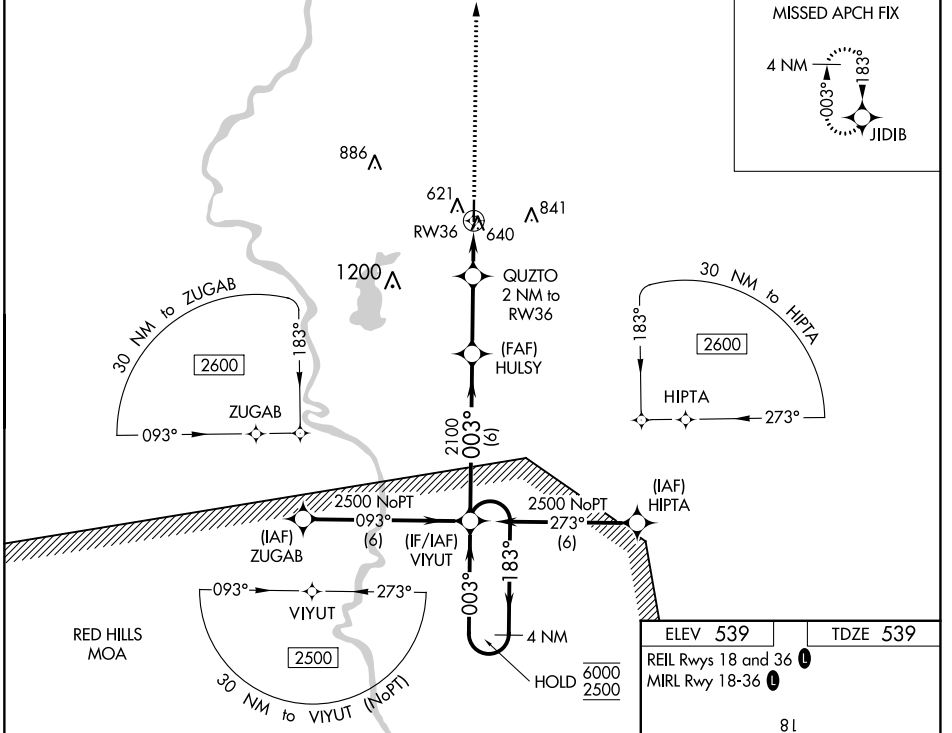 MISSED APCH FIX
4 NM
003°
183°
JIDIB
886
621
841
RW36
640
1200
QUZTO
2 NM to
RW36
(FAF)
HULSY
30 NM to ZUGAB
2600
183°
ZUGAB
093°
30 NM to HIPTA
183°
2600
HIPTA
273°
2100
003°
(6)
2500 NoPT
093°
(6)
(IAF)
ZUGAB
(IF/IAF)
VIYUT
2500 NoPT
273°
(6)
(IAF)
HIPTA
003°
183°
4 NM
HOLD
6000
2500
093°
273°
VIYUT
2500
30 NM to VIYUT (NoPT)
RED HILLS
MOA
ELEV 539
TDZE 539
REIL Rwys 18 and 36 L
MIRL Rwy 18-36 L
18